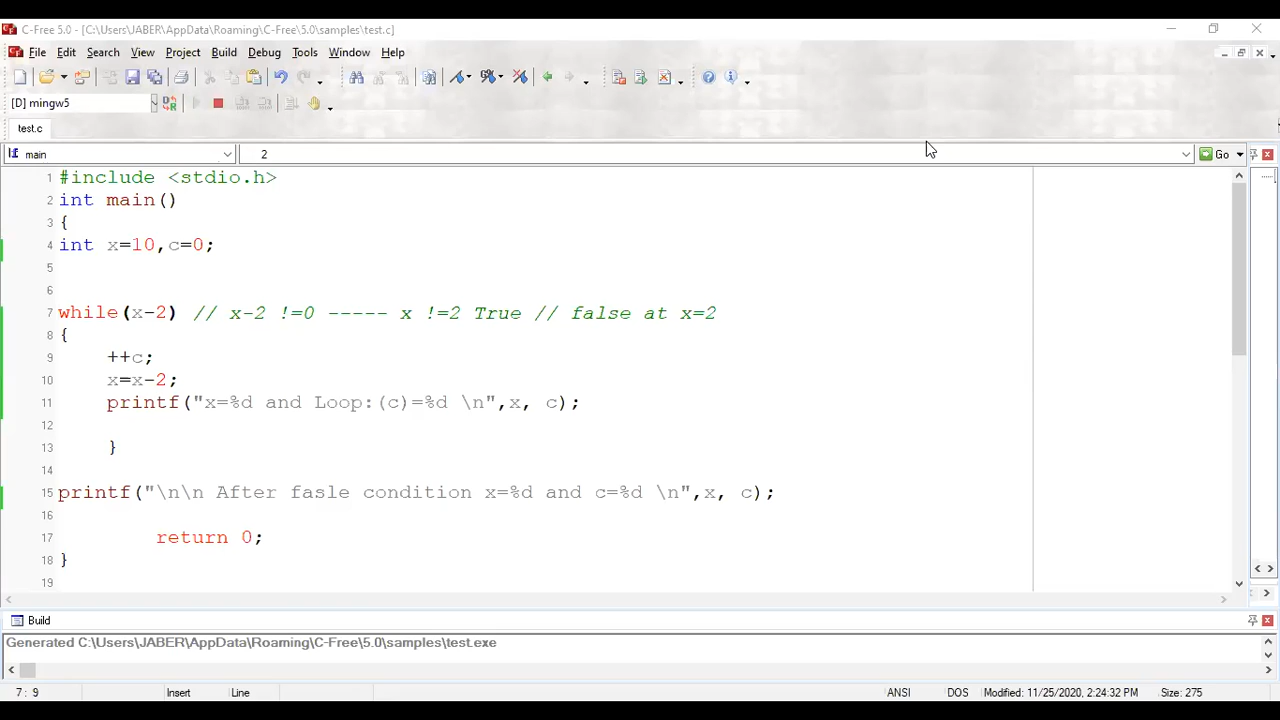 C-Free 5.0 - [C:\Users\JABER\AppData\Roaming\C-Free\5.0\samples\test.c]
File Edit Search View Project Build Debug Tools Window Help
[D] mingw5
test.c
main 2 Go
1 #include <stdio.h>
2 int main()
3 {
4 int x=10,c=0;
5
6
7 while(x-2) // x-2 !=0 ----- x !=2 True // false at x=2
8 {
9 ++c;
10 x=x-2;
11 printf("x=%d and Loop:(c)=%d \n",x, c);
12
13 }
14
15 printf("\n\n After fasle condition x=%d and c=%d \n",x, c);
16
17 return 0;
18 }
19
Build
Generated C:\Users\JABER\AppData\Roaming\C-Free\5.0\samples\test.exe
7 : 9 Insert Line ANSI DOS Modified: 11/25/2020, 2:24:32 PM Size: 275